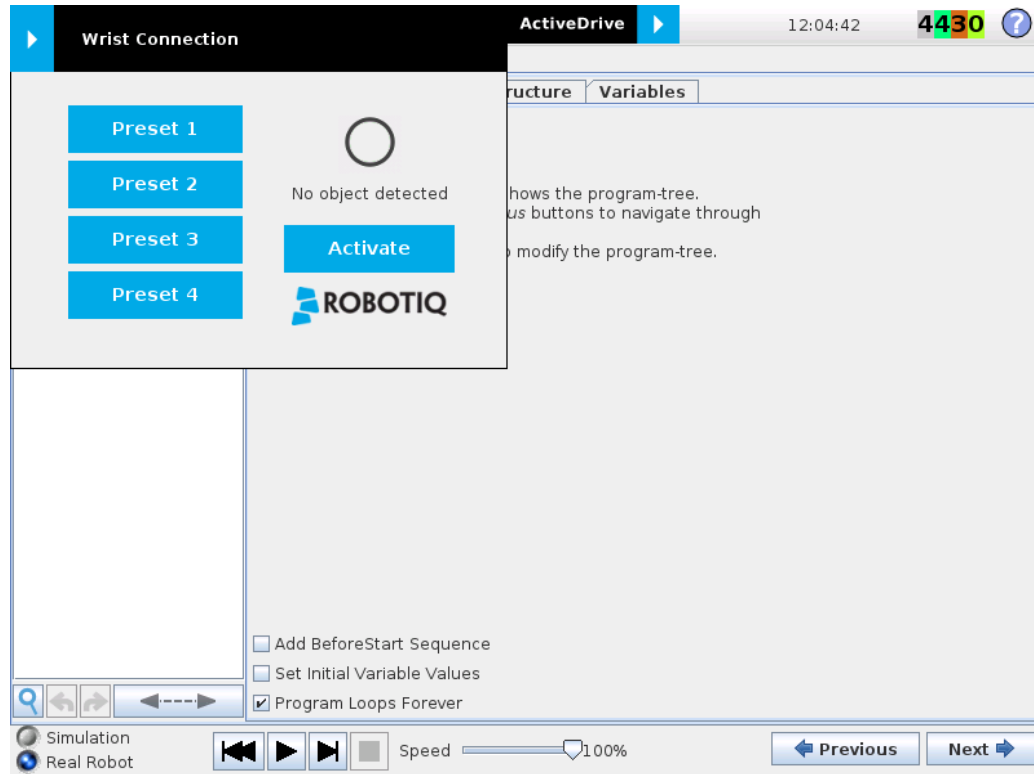 Wrist Connection
ActiveDrive
12:04:42
4430
?
ructure
Variables
Preset 1
Preset 2
Preset 3
Preset 4
No object detected
Activate
ROBOTIQ
hows the program-tree.
us buttons to navigate through
o modify the program-tree.
Add BeforeStart Sequence
Set Initial Variable Values
Program Loops Forever
Simulation
Real Robot
Speed
100%
Previous
Next